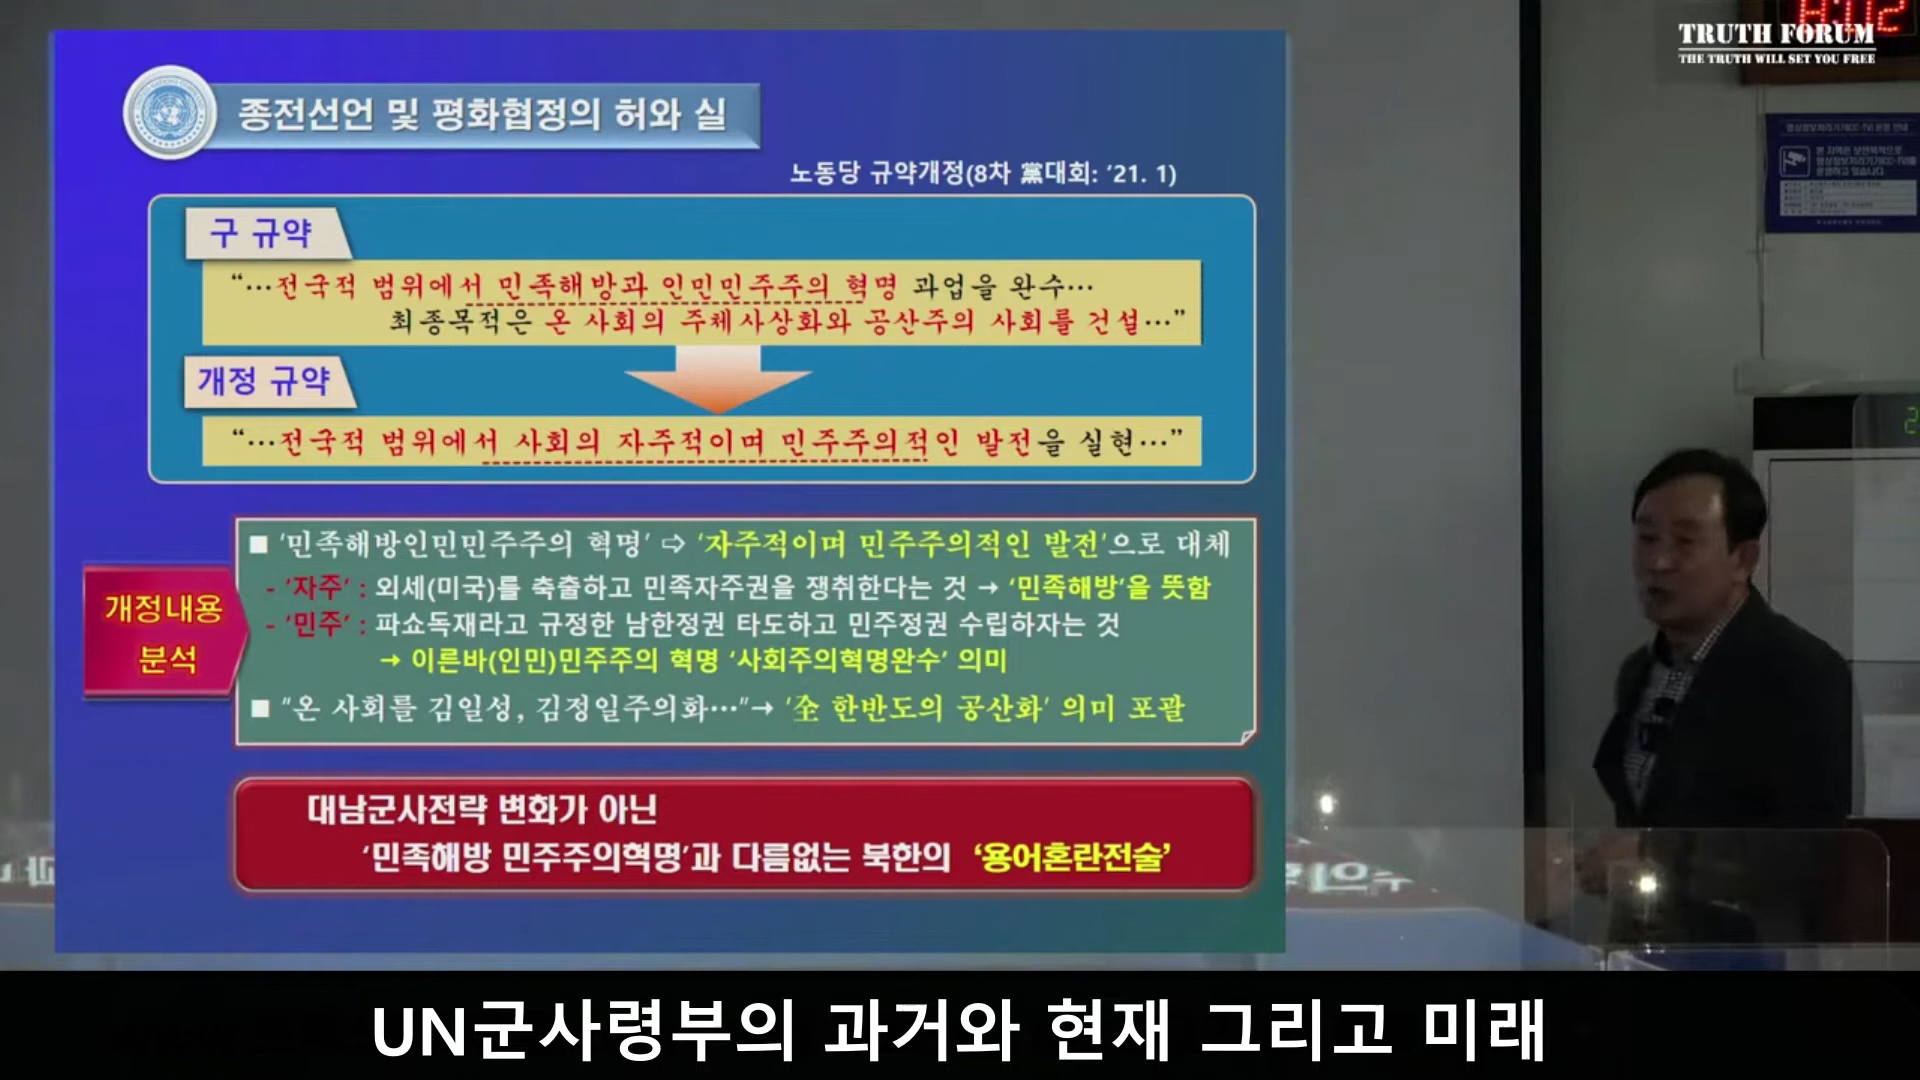 TRUTH FORUM
THE TRUTH WILL SET YOU FREE
종전선언 및 평화협정의 허와 실
노동당 규약개정(8차 黨대회: ‘21. 1)
구 규약
“…전국적 범위에서 민족해방과 인민민주주의 혁명 과업을 완수…
최종목적은 온 사회의 주체사상화와 공산주의 사회를 건설…”
개정 규약
“…전국적 범위에서 사회의 자주적이며 민주주의적인 발전을 실현…”
개정내용
분석
■ ‘민족해방인민민주주의 혁명’ ⇨ ‘자주적이며 민주주의적인 발전’으로 대체
- ‘자주’ : 외세(미국)를 축출하고 민족자주권을 쟁취한다는 것 → ‘민족해방’을 뜻함
- ‘민주’ : 파쇼독재라고 규정한 남한정권 타도하고 민주정권 수립하자는 것
→ 이른바(인민)민주주의 혁명 ‘사회주의혁명완수’ 의미
■ “온 사회를 김일성, 김정일주의화…”→ ‘全 한반도의 공산화’ 의미 포괄
대남군사전략 변화가 아닌
‘민족해방 민주주의혁명’과 다름없는 북한의 ‘용어혼란전술’
UN군사령부의 과거와 현재 그리고 미래